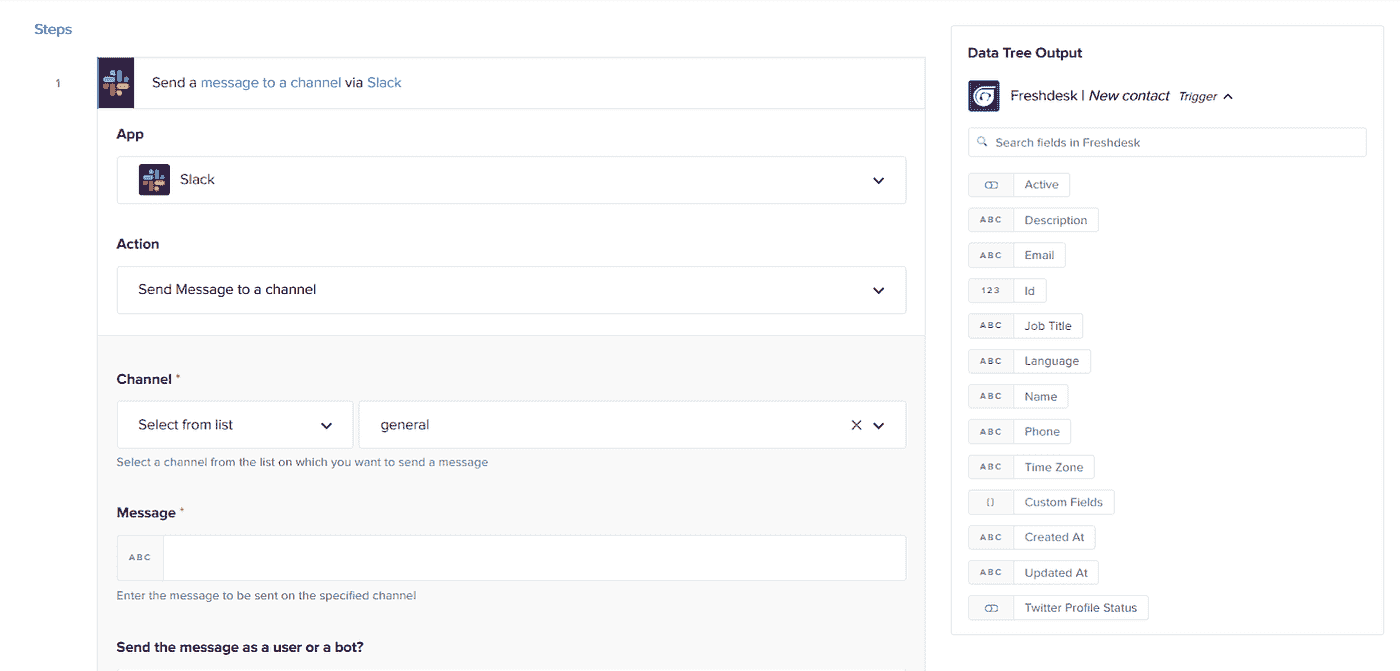 Steps
1
Send a message to a channel via Slack
App
Slack
Action
Send Message to a channel
Channel *
Select from list
general
Select a channel from the list on which you want to send a message
Message *
ABC
Enter the message to be sent on the specified channel
Send the message as a user or a bot?
Data Tree Output
Freshdesk | New contact Trigger
Search fields in Freshdesk
Active
ABC Description
ABC Email
123 Id
ABC Job Title
ABC Language
ABC Name
ABC Phone
ABC Time Zone
{} Custom Fields
ABC Created At
ABC Updated At
Twitter Profile Status